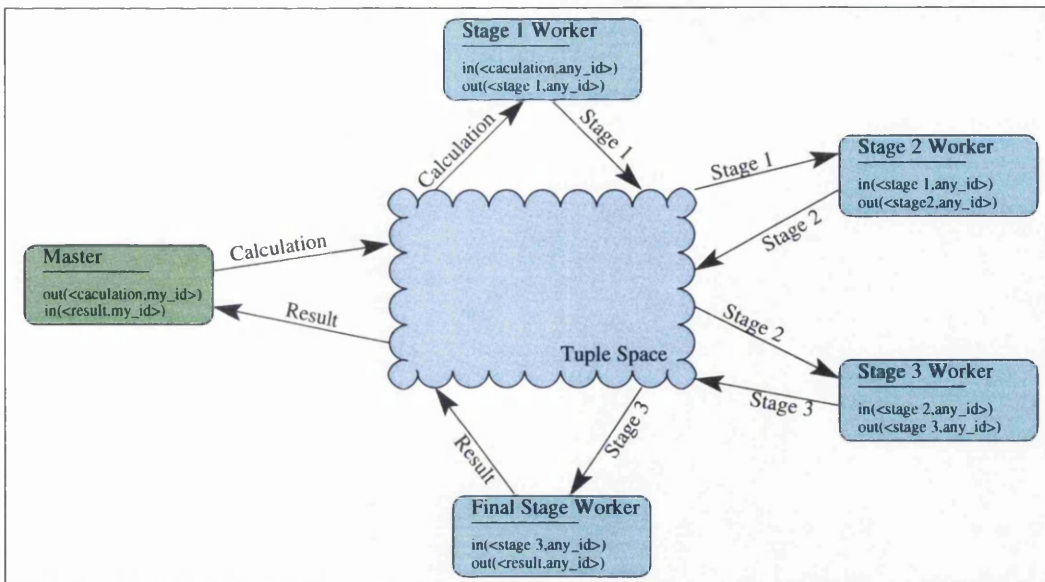 Stage 1 Worker
in(<caculation,any_id>)
out(<stage 1,any_id>)
Calculation
Stage 1
Stage 1
Stage 2 Worker
in(<stage 1,any_id>)
out(<stage2,any_id>)
Stage 2
Master
out(<caculation,my_id>)
in(<result,my_id>)
Calculation
Result
Tuple Space
Stage 2
Stage 3 Worker
in(<stage 2,any_id>)
out(<stage 3,any_id>)
Stage 3
Stage 3
Result
Final Stage Worker
in(<stage 3,any_id>)
out(<result,any_id>)